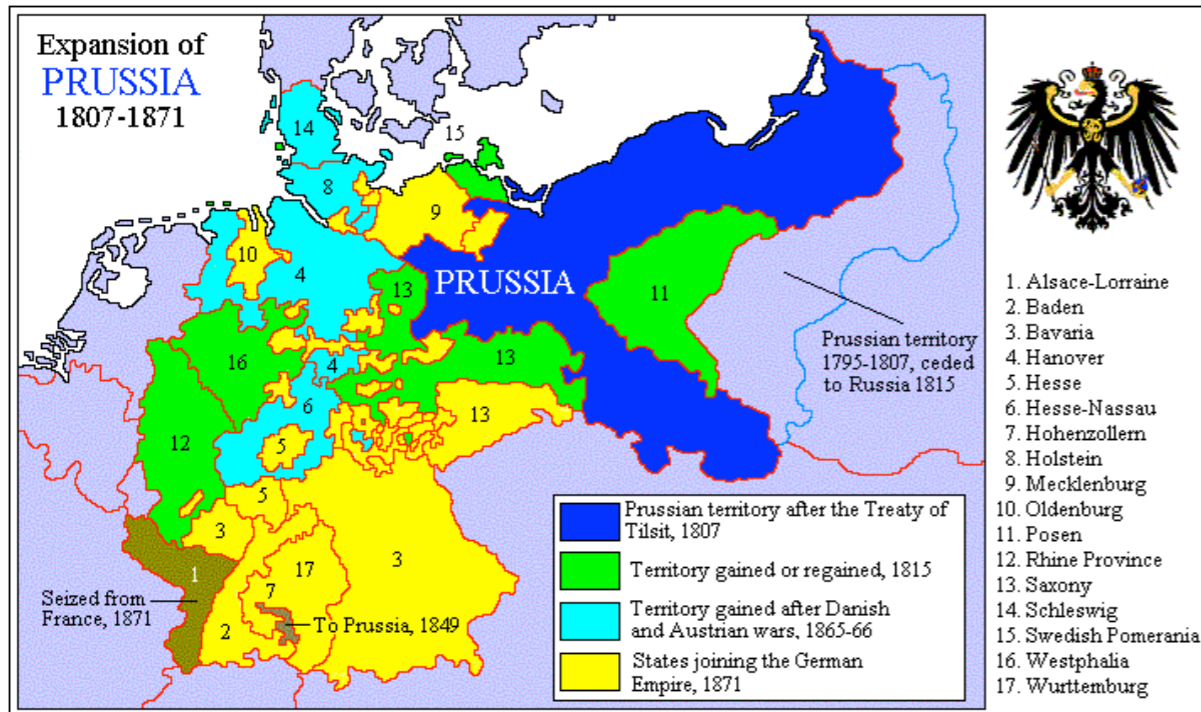 Expansion of
PRUSSIA
1807-1871
14
15
8
9
10
4
13
PRUSSIA
11
16
4
13
6
13
12
5
5
3
1
17
3
7
2
Prussian territory
1795-1807, ceded
to Russia 1815
Seized from
France, 1871
To Prussia, 1849
Prussian territory after the Treaty of
Tilsit, 1807
Territory gained or regained, 1815
Territory gained after Danish
and Austrian wars, 1865-66
States joining the German
Empire, 1871
1. Alsace-Lorraine
2. Baden
3. Bavaria
4. Hanover
5. Hesse
6. Hesse-Nassau
7. Hohenzollern
8. Holstein
9. Mecklenburg
10. Oldenburg
11. Posen
12. Rhine Province
13. Saxony
14. Schleswig
15. Swedish Pomerania
16. Westphalia
17. Wurttemburg